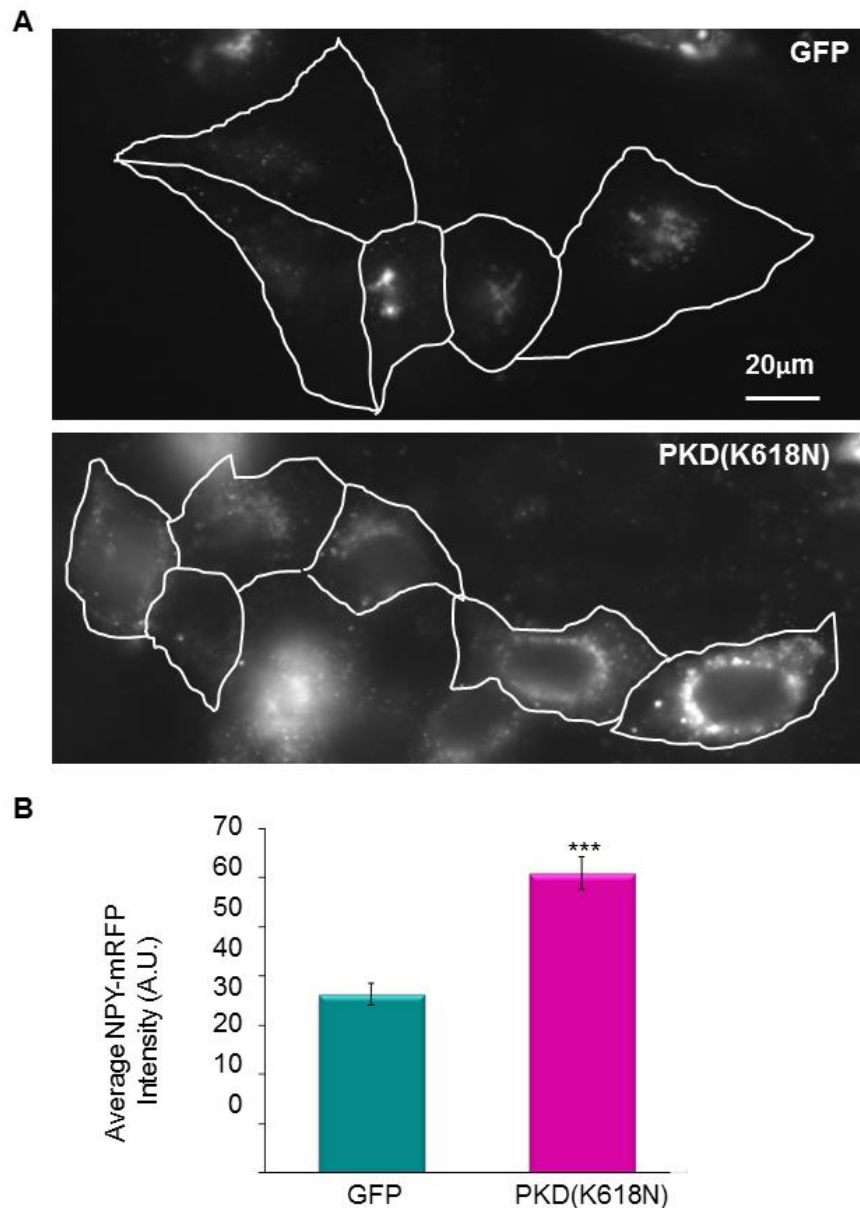 A
GFP
20μm
PKD(K618N)
B
Average NPY-mRFP
Intensity (A.U.)
70
60
50
40
30
20
10
0
***
GFP
PKD(K618N)